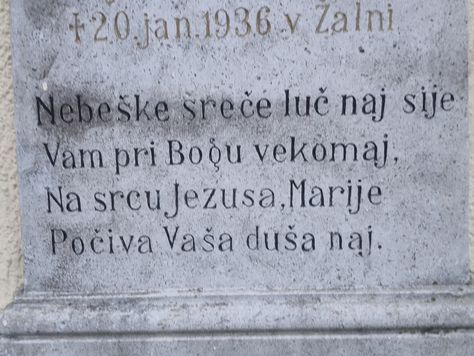 †20.jan.1936 v Žalni
Nebeške sreče luč naj sije
Vam pri Bogu vekomaj,
Na srcu Jezusa, Marije
Počiva Vaša duša naj.